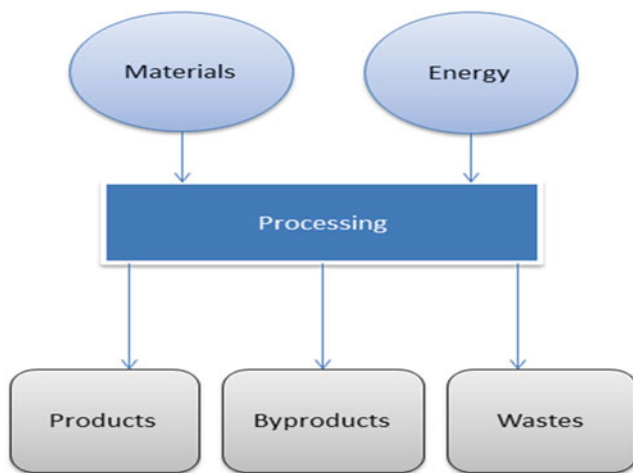 Materials
Energy
Processing
Products
Byproducts
Wastes